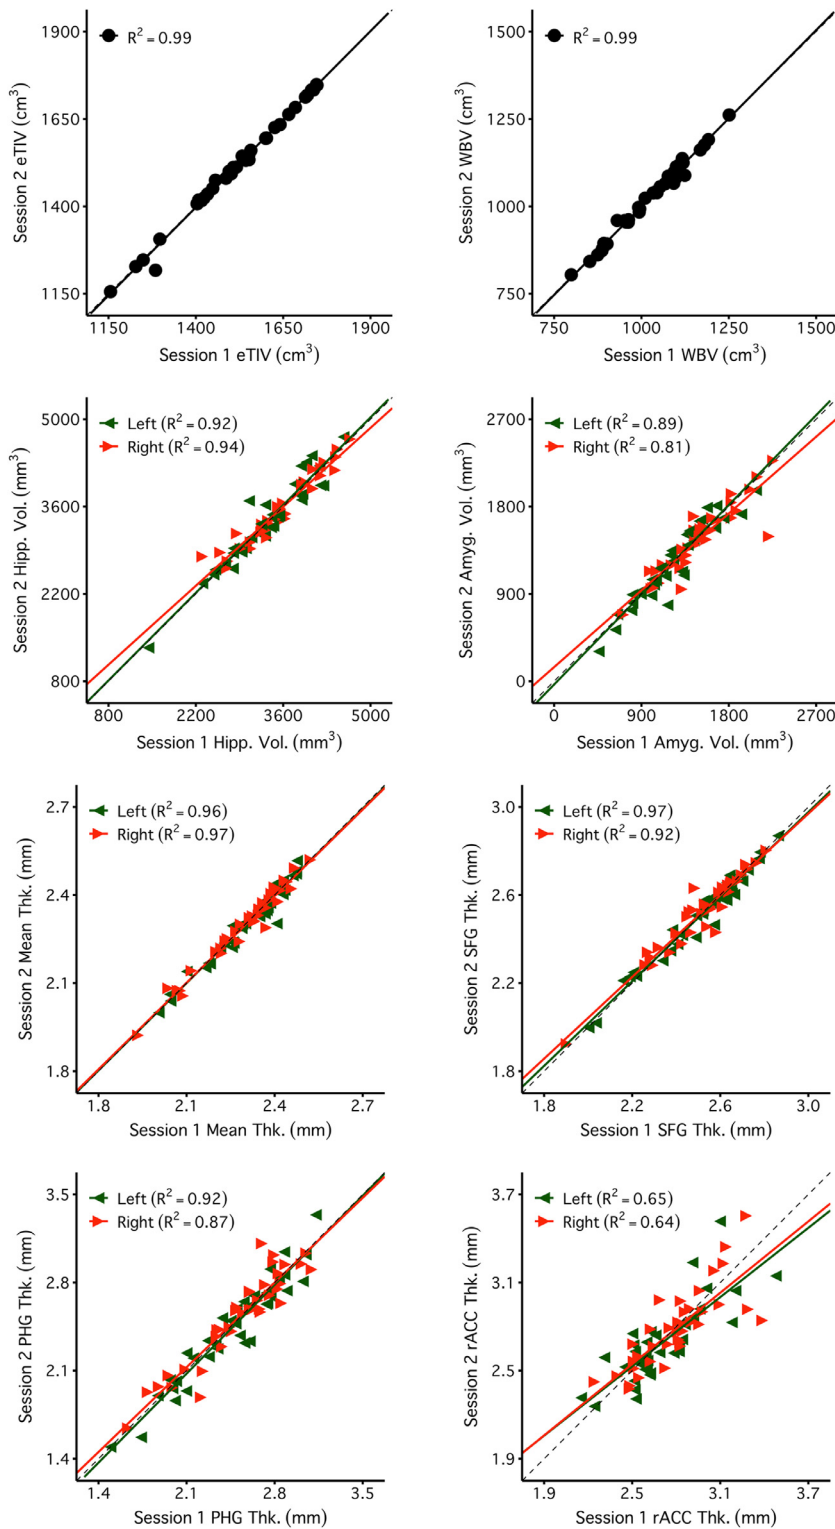 R² = 0.99
1900
1650
1400
1150
Session 2 eTIV (cm³)
1150 1400 1650 1900
Session 1 eTIV (cm³)
R² = 0.99
1500
1250
1000
750
Session 2 WBV (cm³)
750 1000 1250 1500
Session 1 WBV (cm³)
Left (R² = 0.92)
Right (R² = 0.94)
5000
3600
2200
800
Session 2 Hipp. Vol. (mm³)
800 2200 3600 5000
Session 1 Hipp. Vol. (mm³)
Left (R² = 0.89)
Right (R² = 0.81)
2700
1800
900
0
Session 2 Amyg. Vol. (mm³)
0 900 1800 2700
Session 1 Amyg. Vol. (mm³)
Left (R² = 0.96)
Right (R² = 0.97)
2.7
2.4
2.1
1.8
Session 2 Mean Thk. (mm)
1.8 2.1 2.4 2.7
Session 1 Mean Thk. (mm)
Left (R² = 0.97)
Right (R² = 0.92)
3.0
2.6
2.2
1.8
Session 2 SFG Thk. (mm)
1.8 2.2 2.6 3.0
Session 1 SFG Thk. (mm)
Left (R² = 0.92)
Right (R² = 0.87)
3.5
2.8
2.1
1.4
Session 2 PHG Thk. (mm)
1.4 2.1 2.8 3.5
Session 1 PHG Thk. (mm)
Left (R² = 0.65)
Right (R² = 0.64)
3.7
3.1
2.5
1.9
Session 2 rACC Thk. (mm)
1.9 2.5 3.1 3.7
Session 1 rACC Thk. (mm)